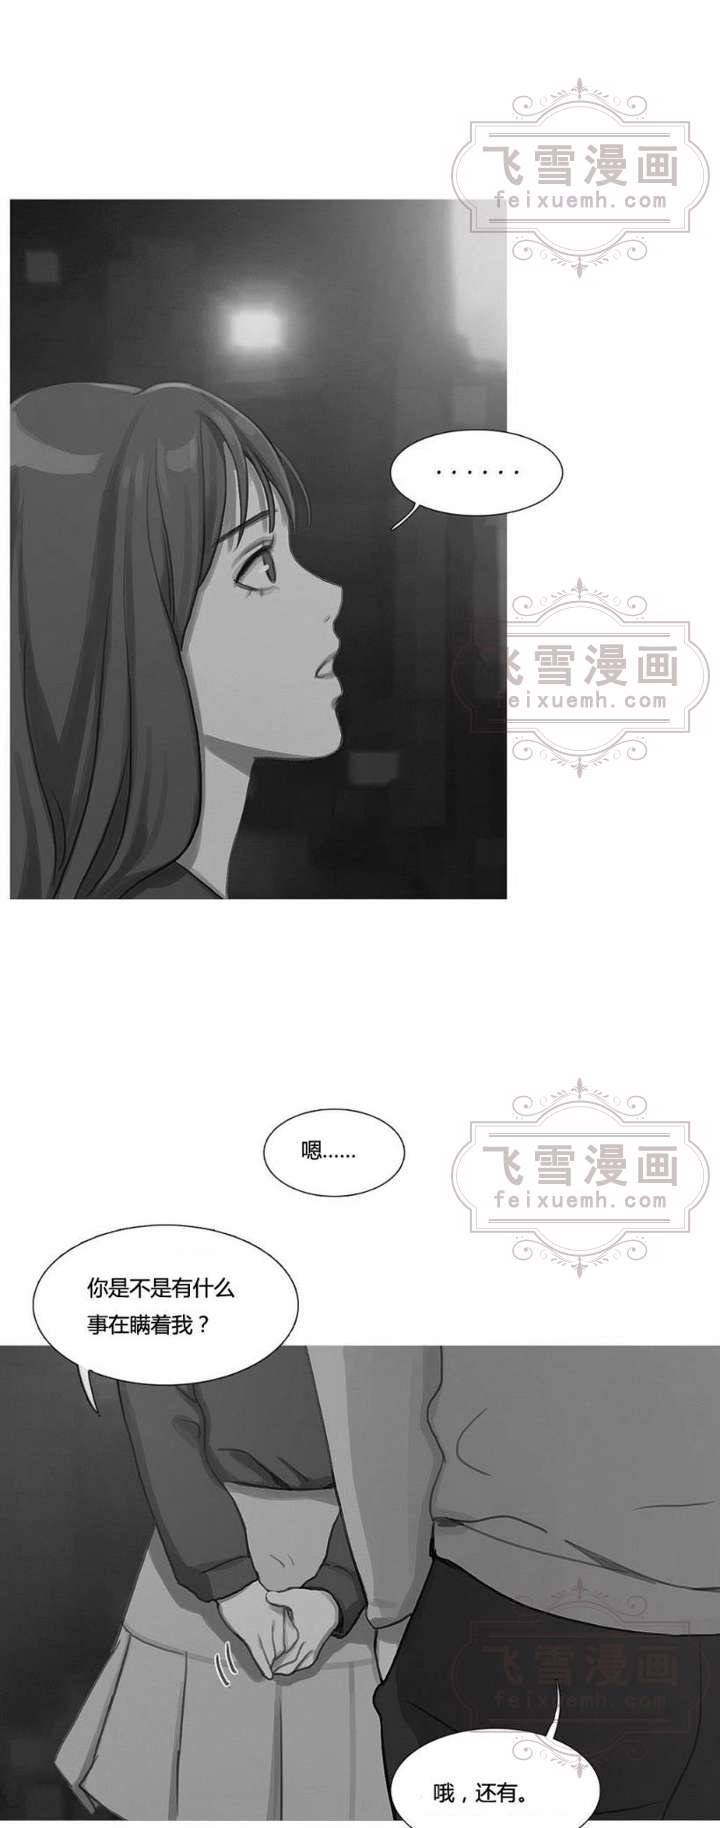 飞雪漫画
feixuemh.com
......
飞雪漫画
feixuemh.com
嗯......
飞雪漫画
feixuemh.com
你是不是有什么
事在瞒着我？
飞雪漫画
feixuemh.com
哦，还有。